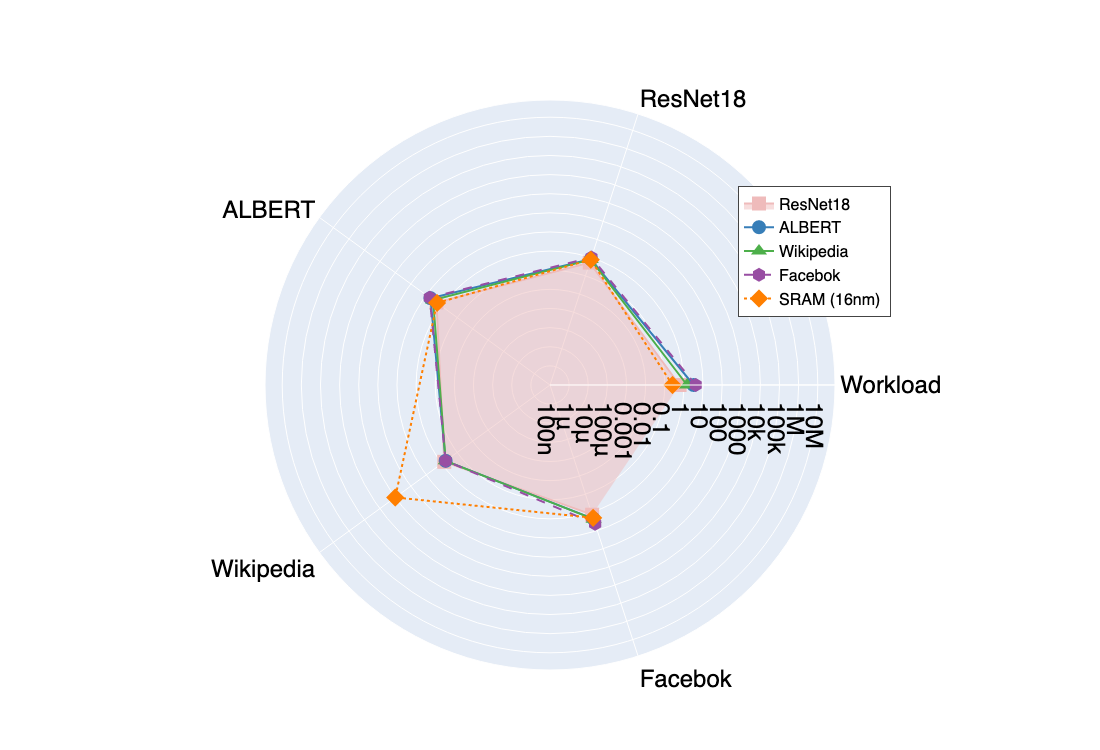 ResNet18
ALBERT
ResNet18
ALBERT
Wikipedia
Facebok
SRAM (16nm)
Workload
100n
1μ
10μ
100μ
0.001
0.01
0.1
1
10
100
1000
10k
100k
1M
10M
Wikipedia
Facebok